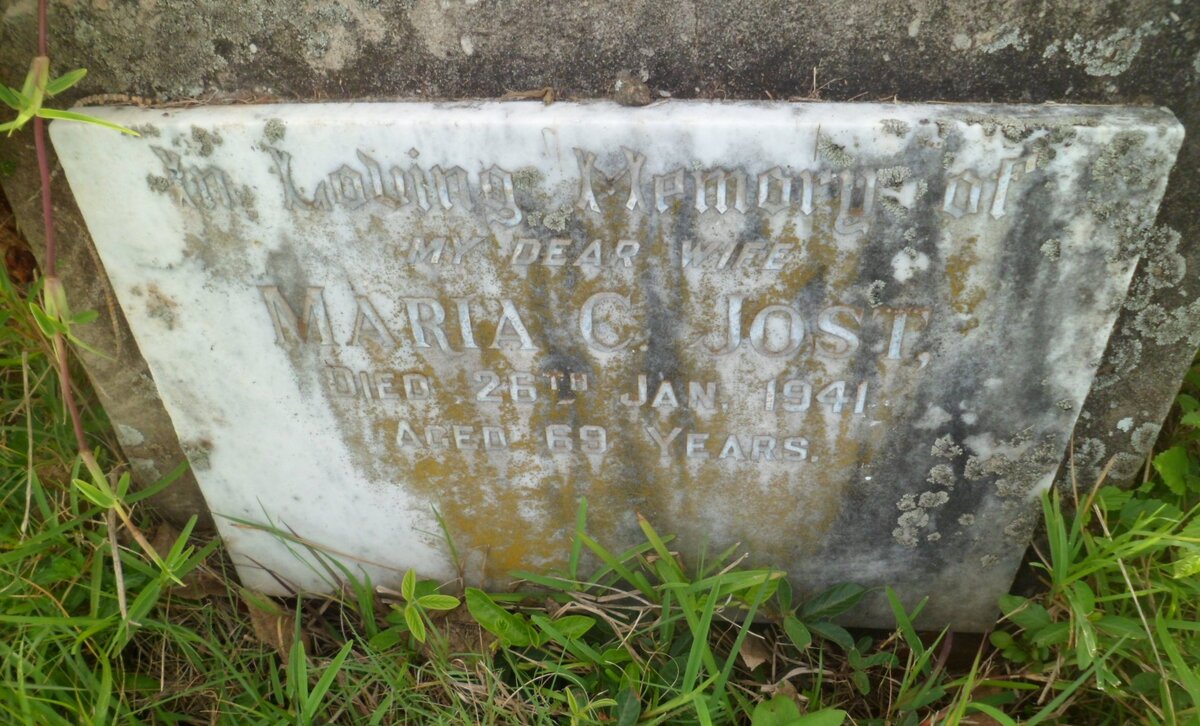 In Loving Memory of
MY DEAR WIFE
MARIA C. JOST,
DIED 26TH JAN. 1941
AGED 69 YEARS.